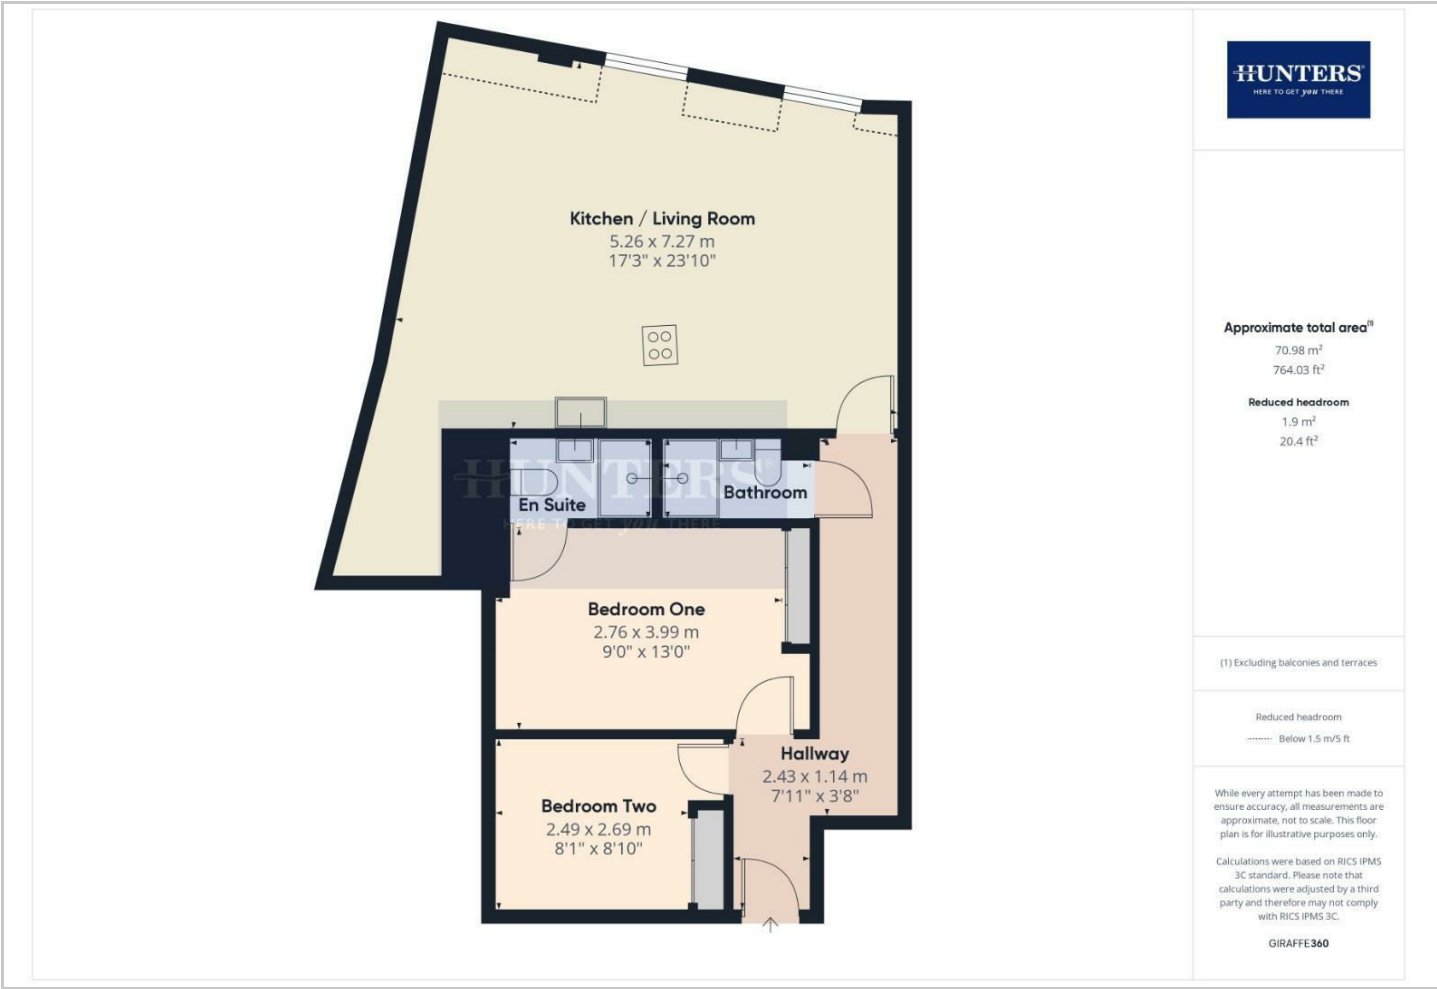 Kitchen / Living Room
5.26 x 7.27 m
17'3" x 23'10"
HUNTERS®
HERE TO GET you THERE
En Suite
Bathroom
Bedroom One
2.76 x 3.99 m
9'0" x 13'0"
Hallway
2.43 x 1.14 m
7'11" x 3'8"
Bedroom Two
2.49 x 2.69 m
8'1" x 8'10"
HUNTERS®
HERE TO GET you THERE
Approximate total area(1)
70.98 m²
764.03 ft²
Reduced headroom
1.9 m²
20.4 ft²
(1) Excluding balconies and terraces
Reduced headroom
Below 1.5 m/5 ft
While every attempt has been made to
ensure accuracy, all measurements are
approximate, not to scale. This floor
plan is for illustrative purposes only.
Calculations were based on RICS IPMS
3C standard. Please note that
calculations were adjusted by a third
party and therefore may not comply
with RICS IPMS 3C.
GIRAFFE360